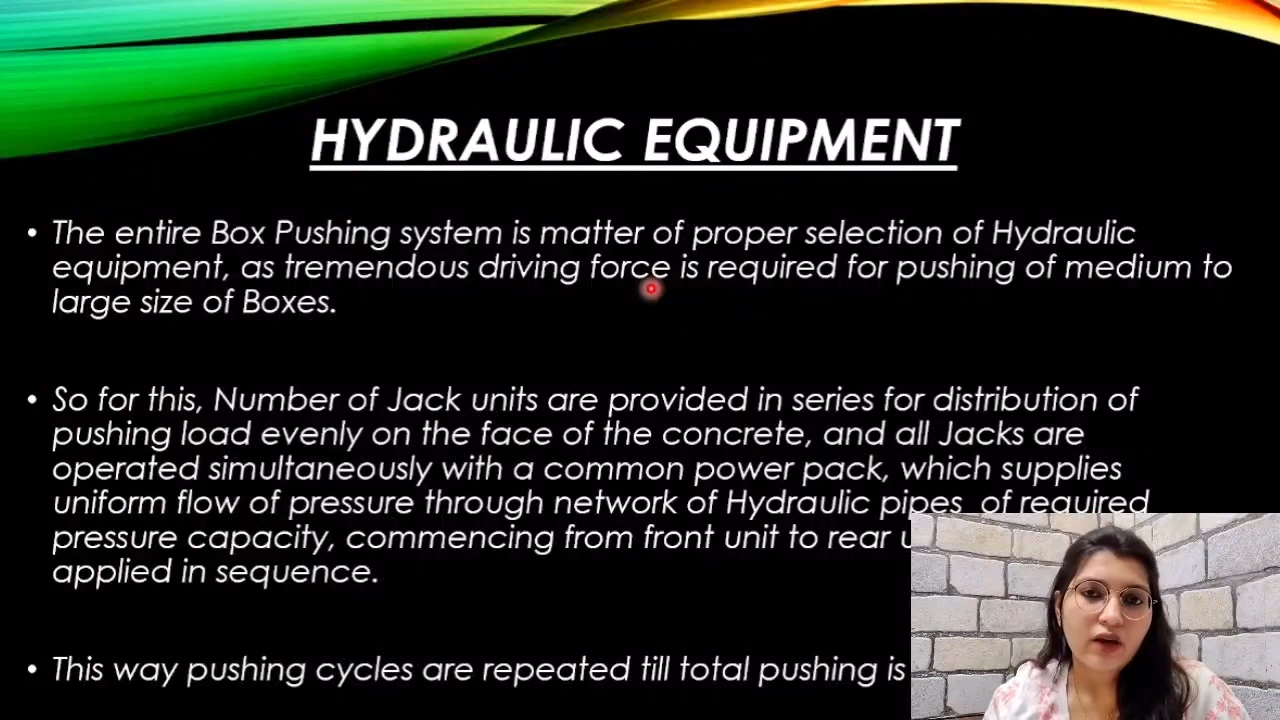 HYDRAULIC EQUIPMENT
• The entire Box Pushing system is matter of proper selection of Hydraulic
equipment, as tremendous driving force is required for pushing of medium to
large size of Boxes.
• So for this, Number of Jack units are provided in series for distribution of
pushing load evenly on the face of the concrete, and all Jacks are
operated simultaneously with a common power pack, which supplies
uniform flow of pressure through network of Hydraulic pipes of required
pressure capacity, commencing from front unit to rear
applied in sequence.
• This way pushing cycles are repeated till total pushing is